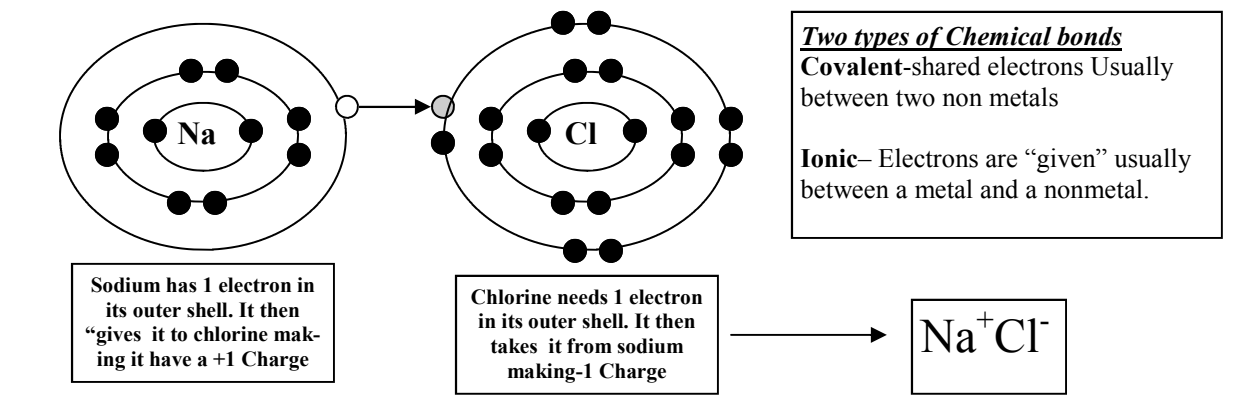 Na
Cl
Two types of Chemical bonds
Covalent-shared electrons Usually
between two non metals
Ionic– Electrons are “given” usually
between a metal and a nonmetal.
Sodium has 1 electron in
its outer shell. It then
“gives it to chlorine mak-
ing it have a +1 Charge
Chlorine needs 1 electron
in its outer shell. It then
takes it from sodium
making-1 Charge
Na⁺Cl⁻